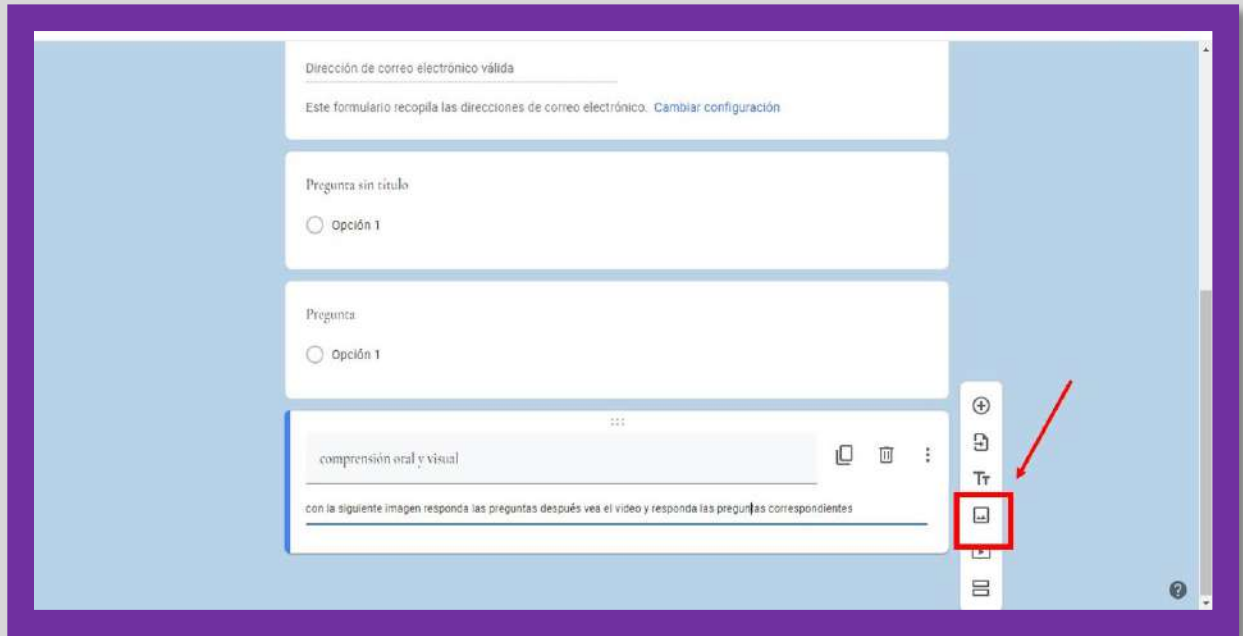 Dirección de correo electrónico válida
Este formulario recopila las direcciones de correo electrónico. Cambiar configuración
Pregunta sin título
Opción 1
Pregunta
Opción 1
comprensión oral y visual
con la siguiente imagen responda las preguntas después vea el video y responda las preguntas correspondientes
Tт